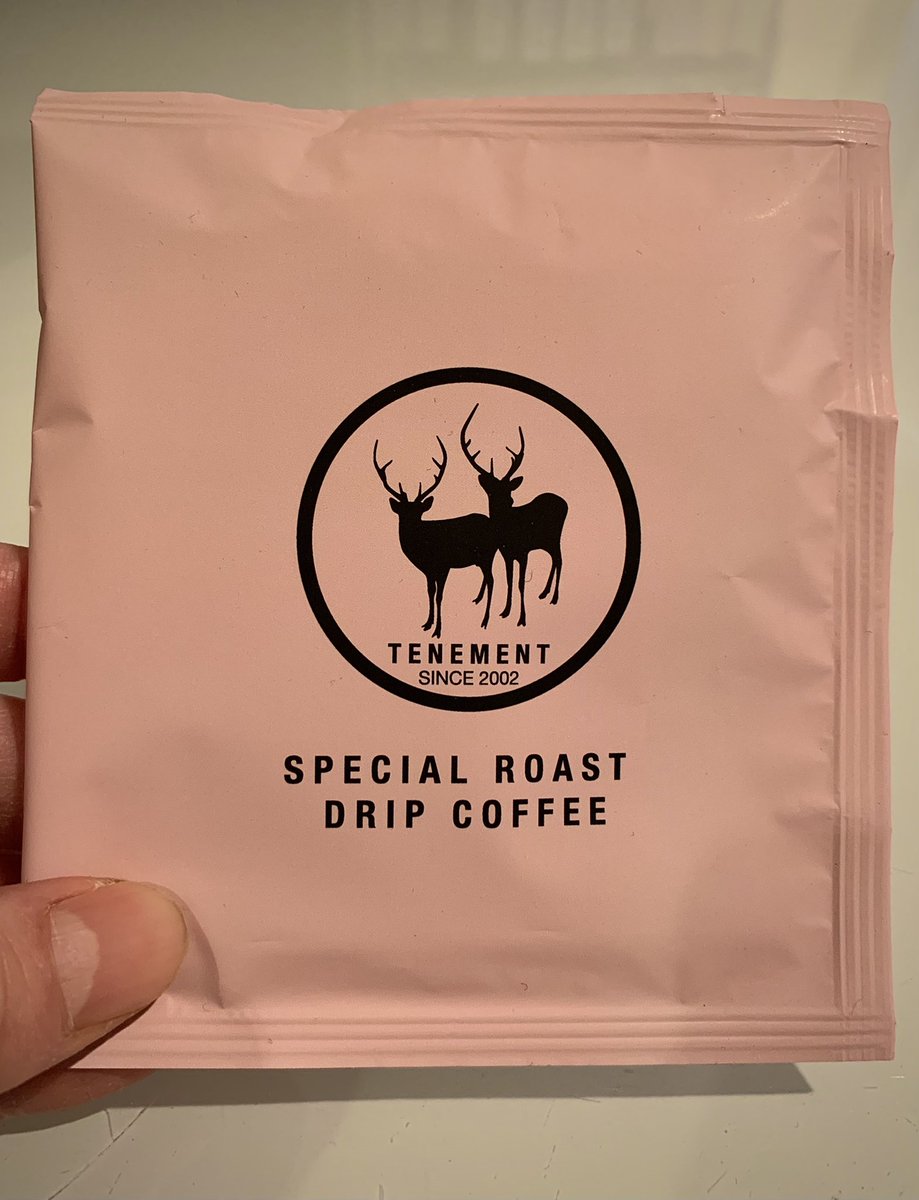 TENEMENT
SINCE 2002
SPECIAL ROAST
DRIP COFFEE